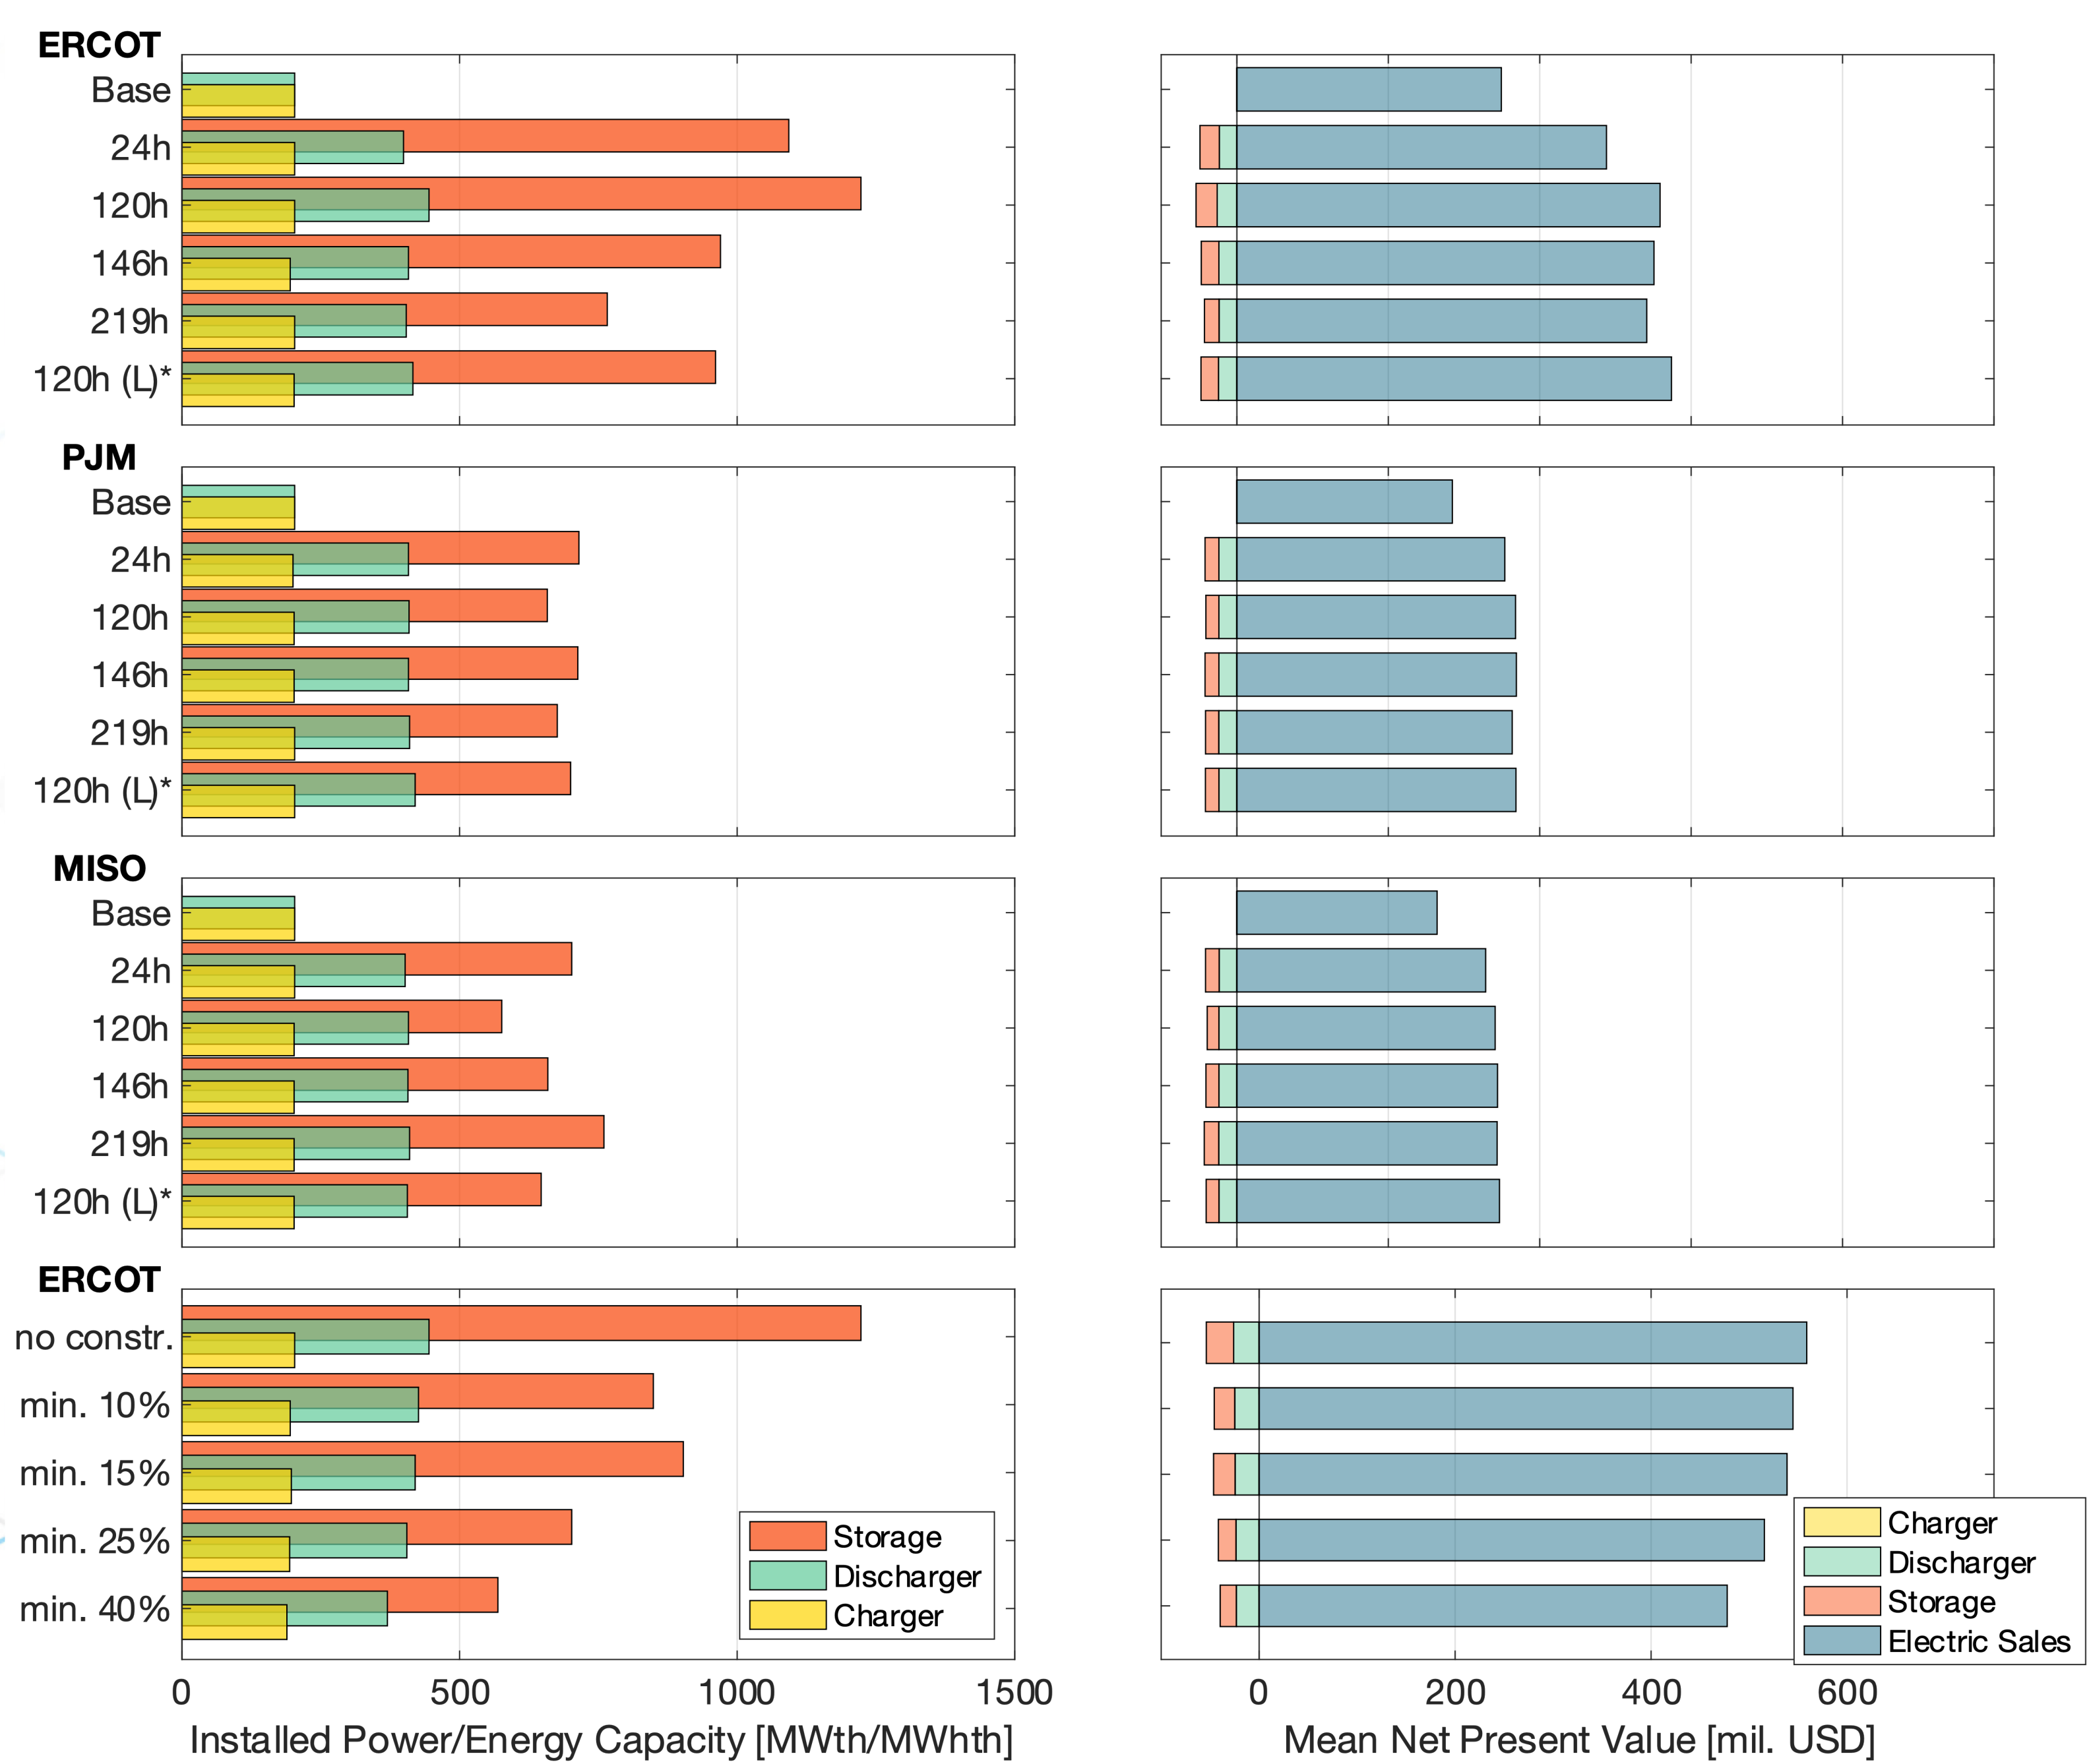 ERCOT
Base
24h
120h
146h
219h
120h (L)*
PJM
Base
24h
120h
146h
219h
120h (L)*
MISO
Base
24h
120h
146h
219h
120h (L)*
ERCOT
no constr.
min. 10%
min. 15%
min. 25%
min. 40%
Storage
Discharger
Charger
0 500 1000 1500
Installed Power/Energy Capacity [MWth/MWhth]
Charger
Discharger
Storage
Electric Sales
0 200 400 600
Mean Net Present Value [mil. USD]